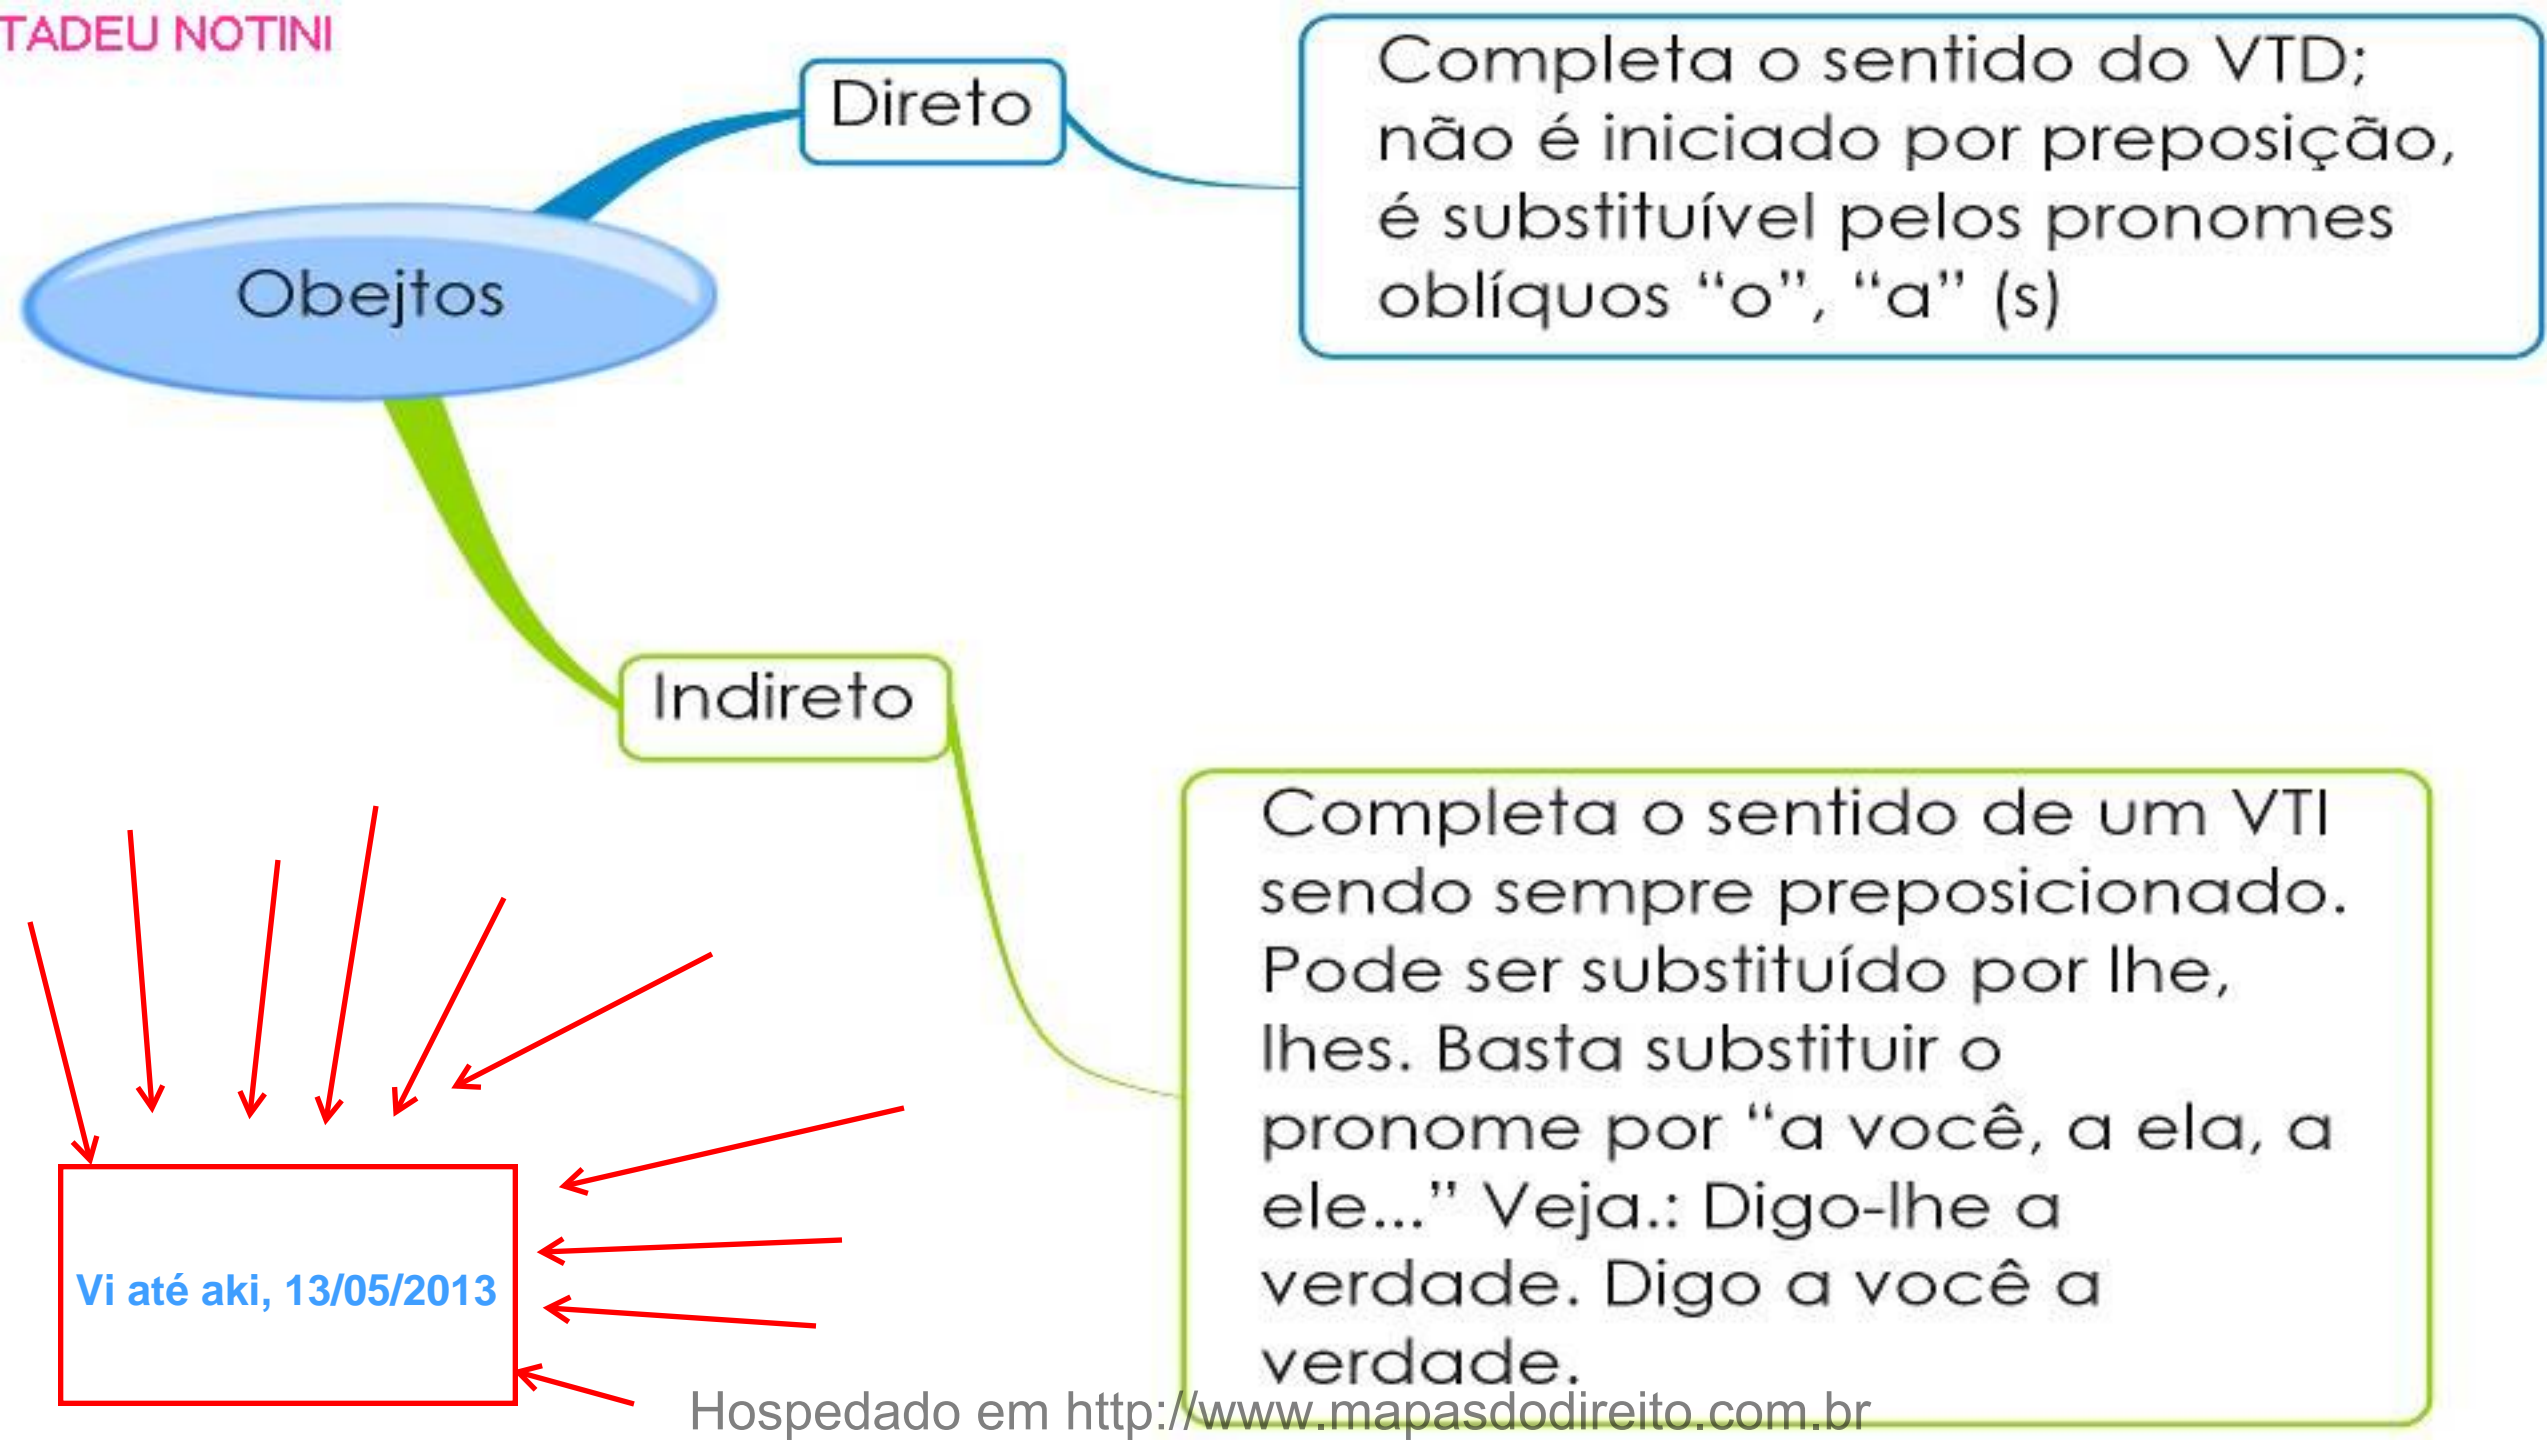 TADEU NOTINI
Direto
Completa o sentido do VTD;
não é iniciado por preposição,
é substituível pelos pronomes
oblíquos “o”, “a” (s)
Obejtos
Indireto
Completa o sentido de um VTI
sendo sempre preposicionado.
Pode ser substituído por lhe,
lhes. Basta substituir o
pronome por “a você, a ela, a
ele...” Veja.: Digo-lhe a
verdade. Digo a você a
verdade.
Vi até aki, 13/05/2013
Hospedado em http://www.mapasdodireito.com.br